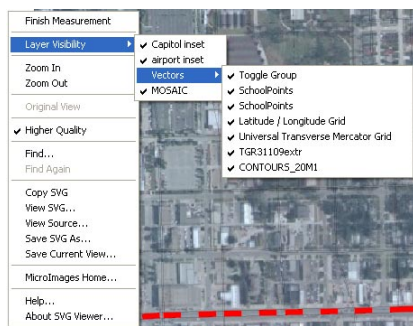 Finish Measurement
Layer Visibility
Zoom In
Zoom Out
Original View
Higher Quality
Find...
Find Again
Copy SVG
View SVG...
View Source...
Save SVG As...
Save Current View...
MicroImages Home...
Help...
About SVG Viewer...
Capitol inset
airport inset
Vectors
MOSAIC
Toggle Group
SchoolPoints
SchoolPoints
Latitude / Longitude Grid
Universal Transverse Mercator Grid
TGR31109extr
CONTOURS_20M1